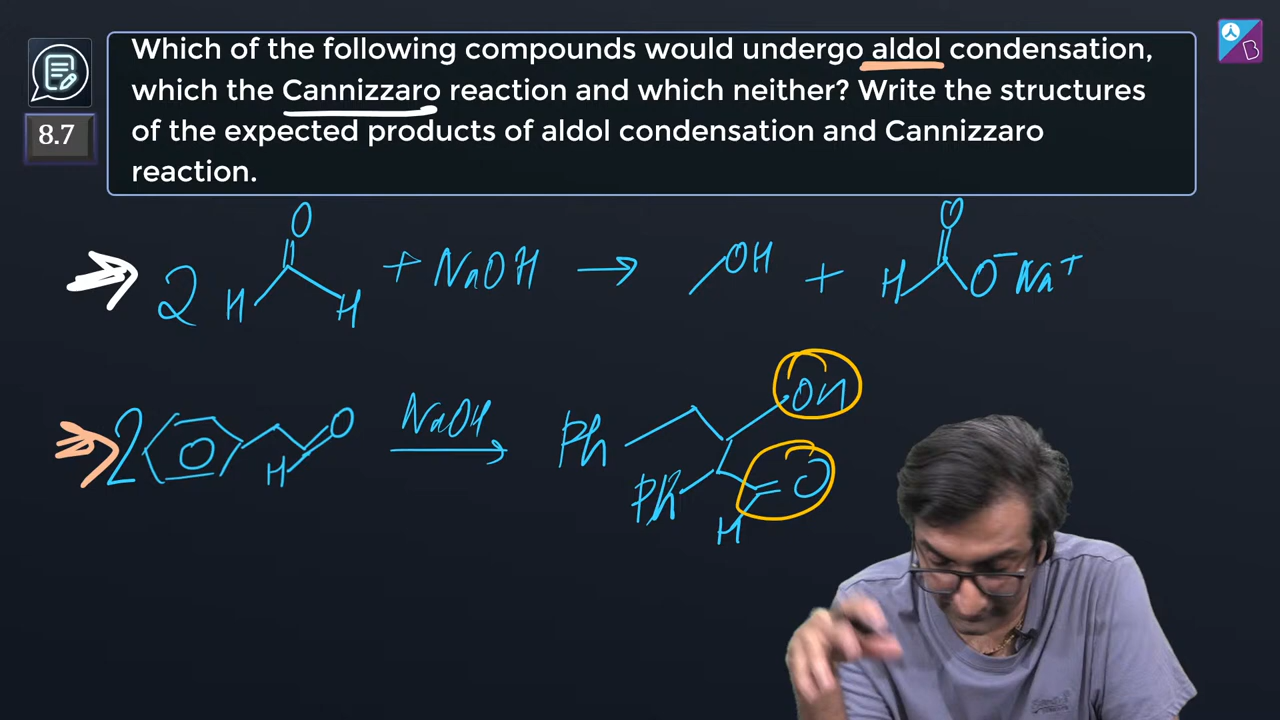 Which of the following compounds would undergo aldol condensation,
which the Cannizzaro reaction and which neither? Write the structures
of the expected products of aldol condensation and Cannizzaro
reaction.
8.7
B
O
2 H H + NaOH → OH + H O⁻Na⁺
2 O H O NaOH Ph OH
Ph O
H